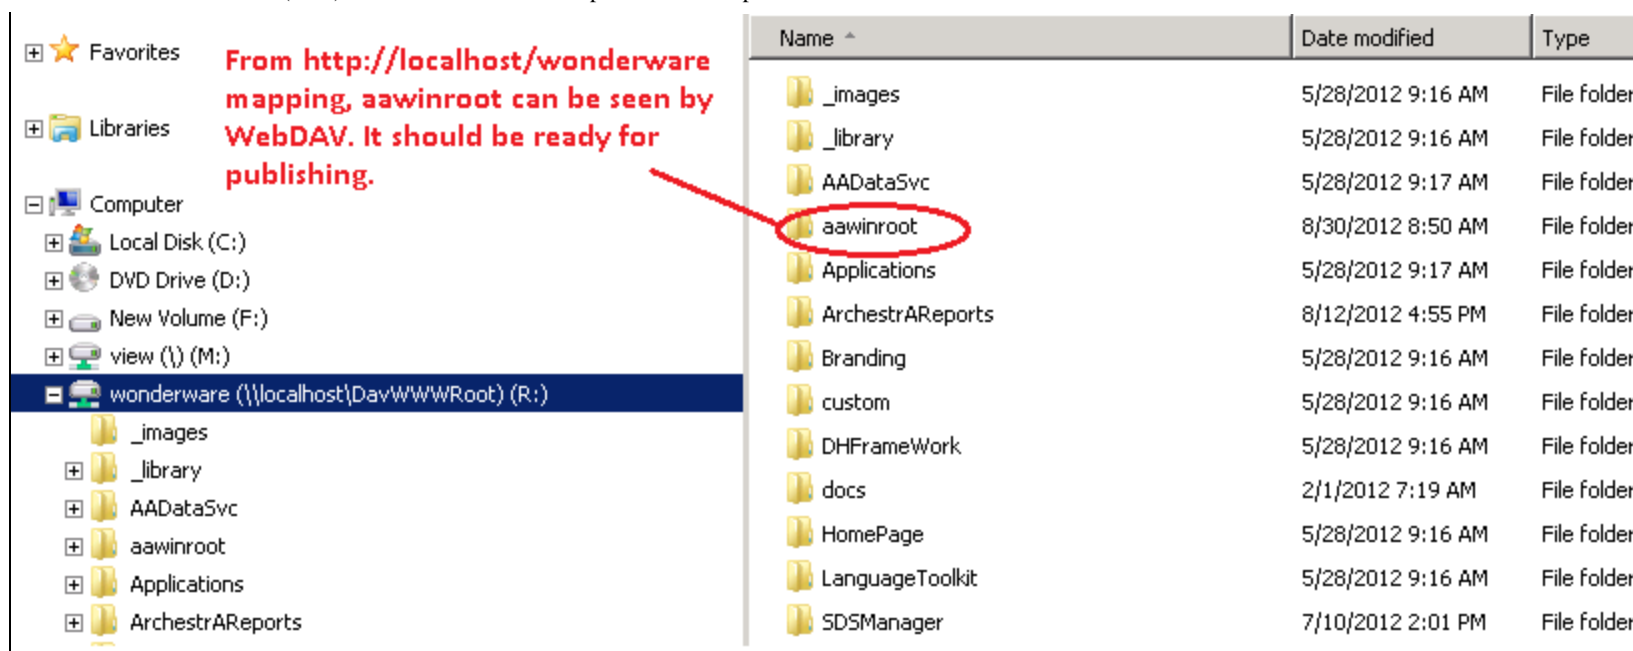 Favorites
From http://localhost/wonderware
mapping, aawinroot can be seen by
WebDAV. It should be ready for
publishing.
Libraries
Computer
Local Disk (C:)
DVD Drive (D:)
New Volume (F:)
view (\) (M:)
wonderware (\\localhost\DavWWWRoot) (R:)
_images
_library
AADataSvc
aawinroot
Applications
ArchestrAReports
Name Date modified Type
_images 5/28/2012 9:16 AM File folder
_library 5/28/2012 9:16 AM File folder
AADataSvc 5/28/2012 9:17 AM File folder
aawinroot 8/30/2012 8:50 AM File folder
Applications 5/28/2012 9:17 AM File folder
ArchestrAReports 8/12/2012 4:55 PM File folder
Branding 5/28/2012 9:16 AM File folder
custom 5/28/2012 9:16 AM File folder
DHFrameWork 5/28/2012 9:16 AM File folder
docs 2/1/2012 7:19 AM File folder
HomePage 5/28/2012 9:16 AM File folder
LanguageToolkit 5/28/2012 9:16 AM File folder
SDSManager 7/10/2012 2:01 PM File folder